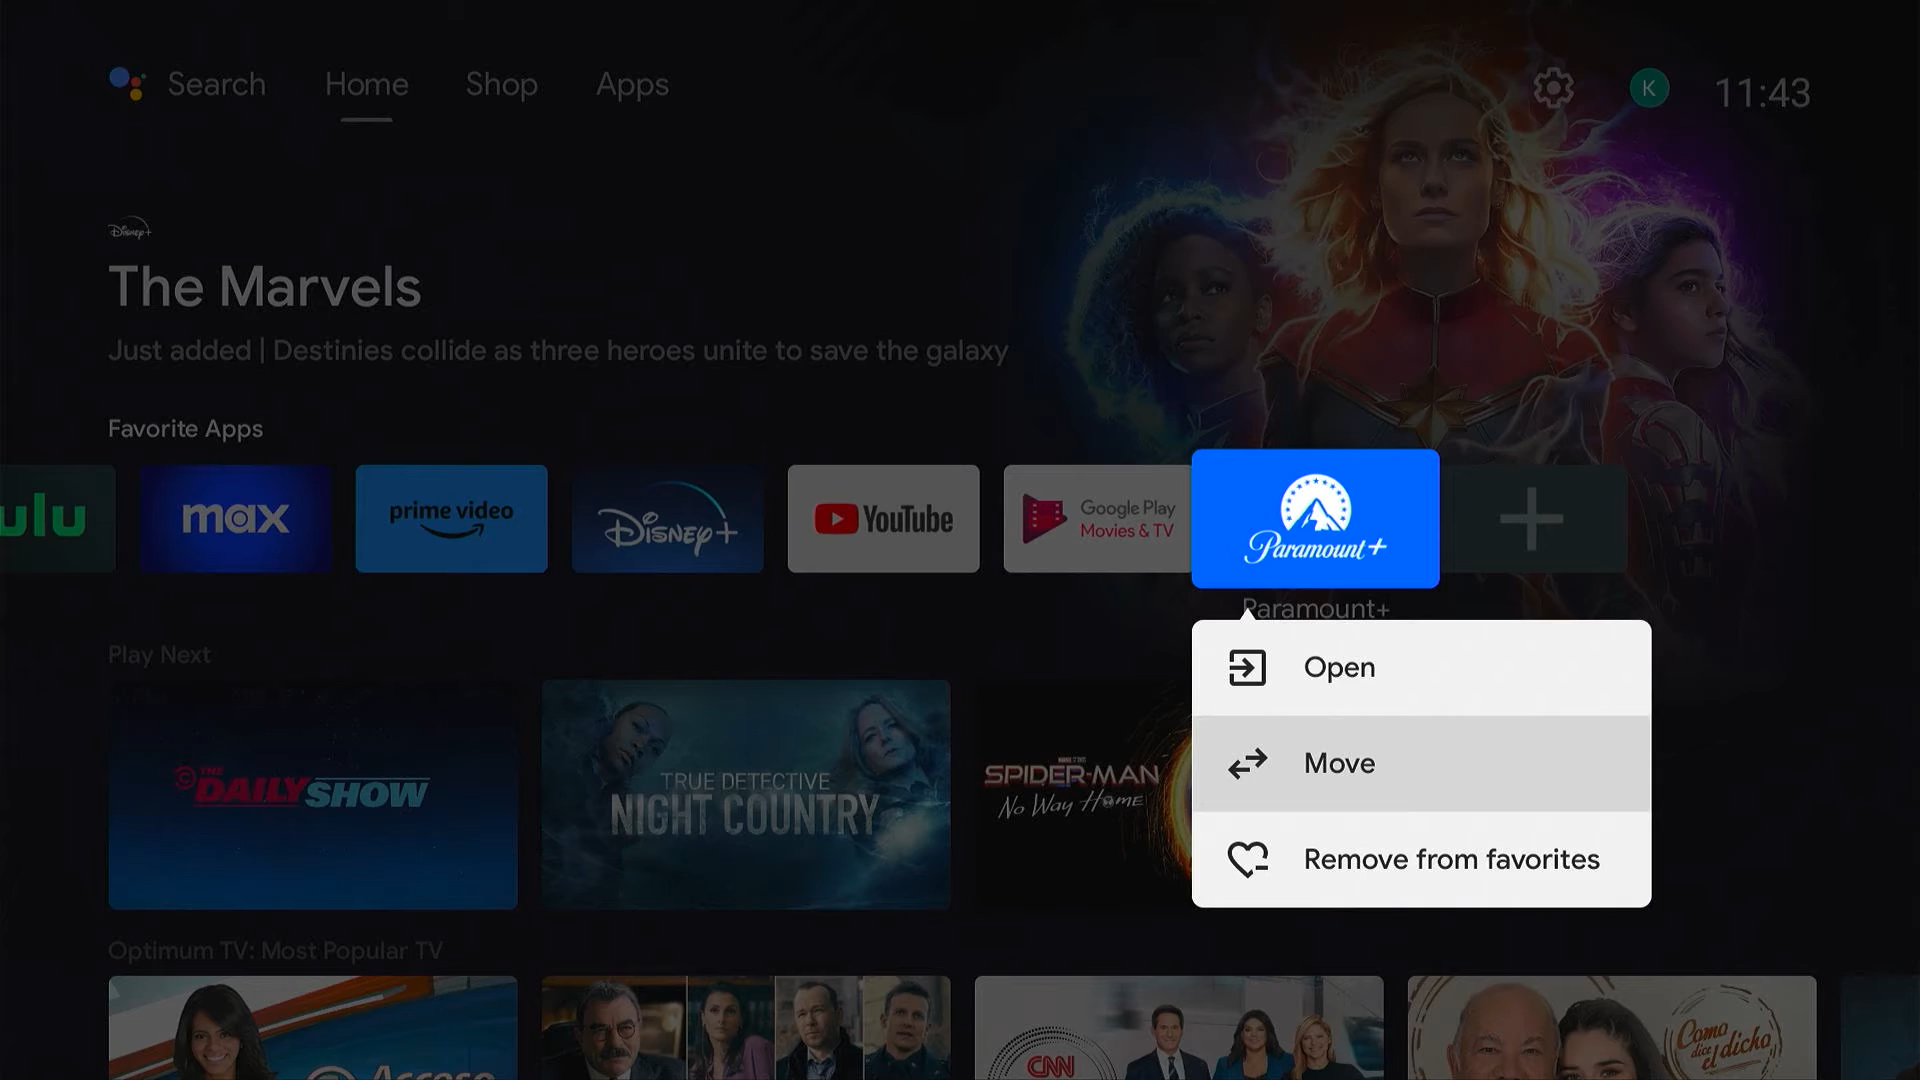 Search Home Shop Apps K 11:43
Disney+
The Marvels
Just added | Destinies collide as three heroes unite to save the galaxy
Favorite Apps
ulu max prime video Disney+ YouTube Google Play Movies & TV Paramount+
Paramount+
Open
Move
Remove from favorites
Play Next
THE DAILY SHOW
TRUE DETECTIVE
NIGHT COUNTRY
SPIDER-MAN
No Way Home
Optimum TV: Most Popular TV
Acceso
CNN
Como dice el dicho